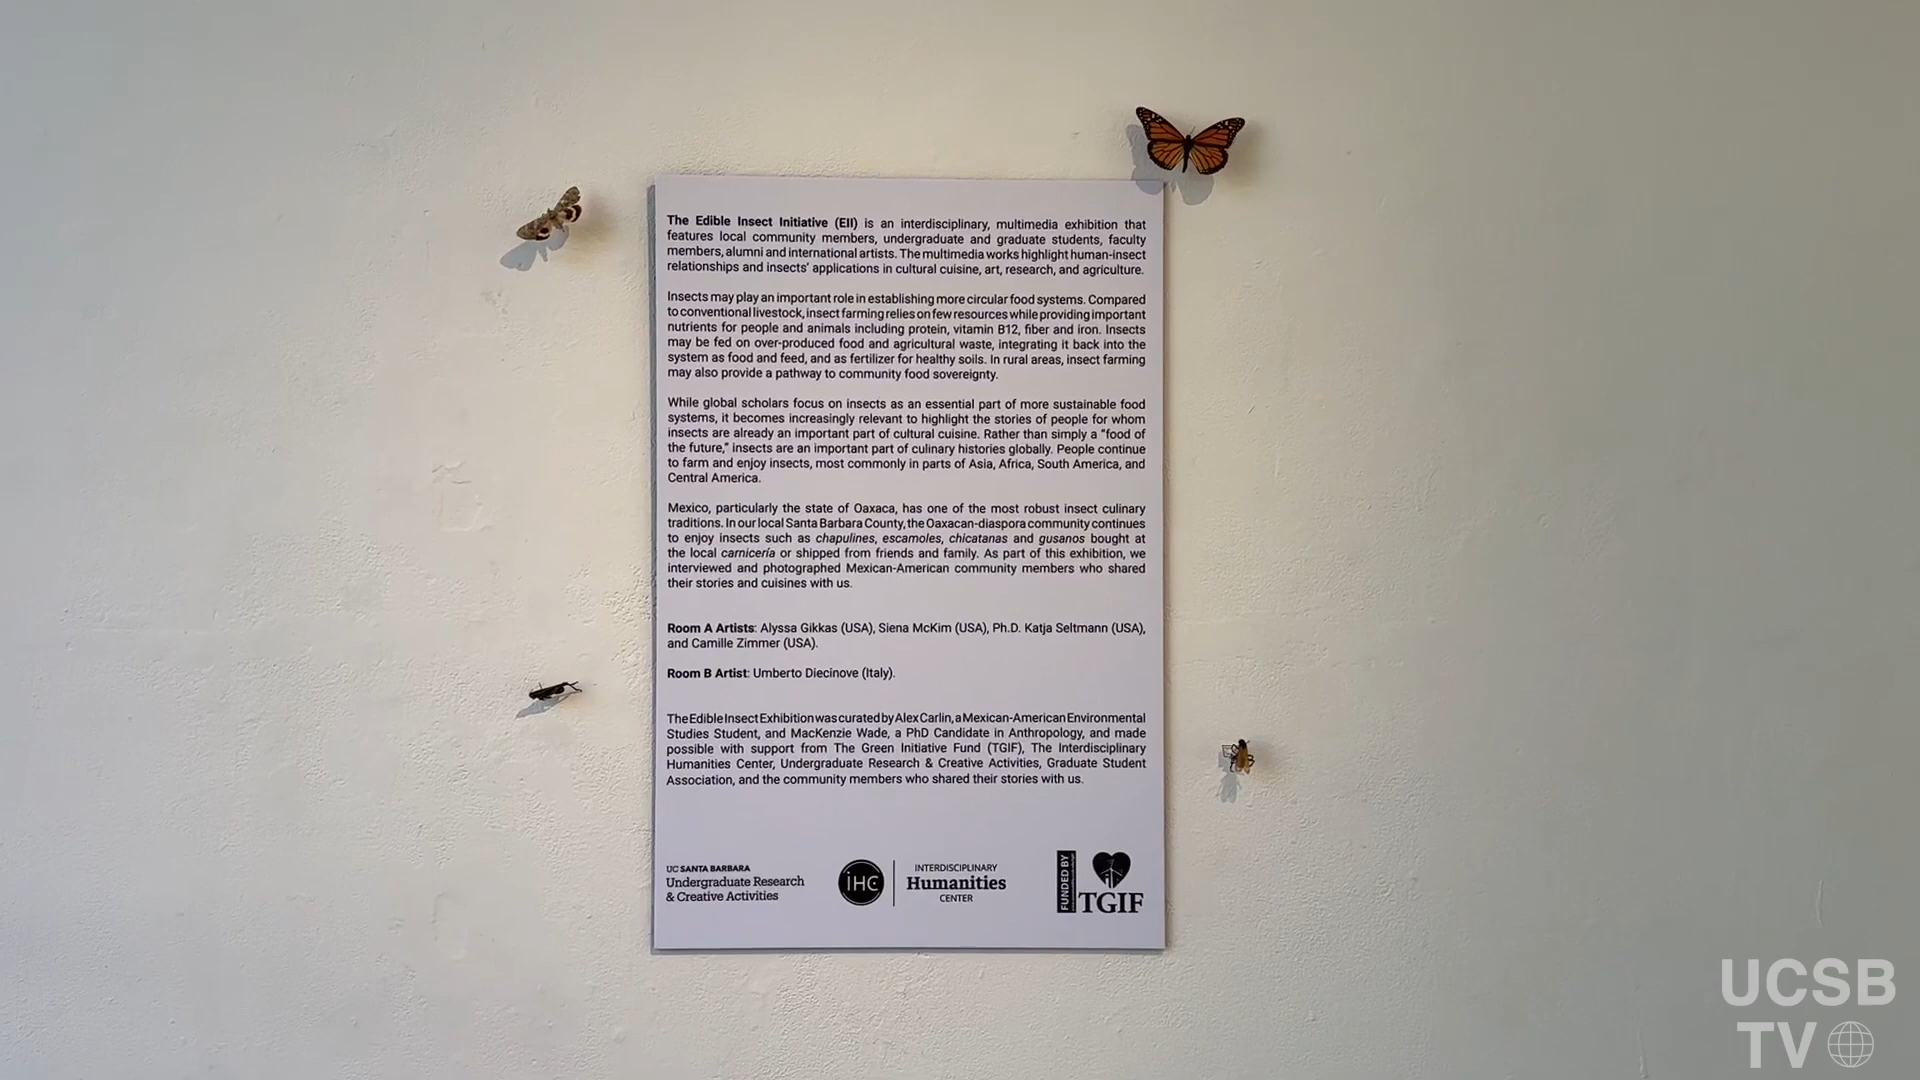 The Edible Insect Initiative (EII) is an interdisciplinary, multimedia exhibition that
features local community members, undergraduate and graduate students, faculty
members, alumni and international artists. The multimedia works highlight human-insect
relationships and insects' applications in cultural cuisine, art, research, and agriculture.
Insects may play an important role in establishing more circular food systems. Compared
to conventional livestock, insect farming relies on few resources while providing important
nutrients for people and animals including protein, vitamin B12, fiber and iron. Insects
may be fed on over-produced food and agricultural waste, integrating it back into the
system as food and feed, and as fertilizer for healthy soils. In rural areas, insect farming
may also provide a pathway to community food sovereignty.
While global scholars focus on insects as an essential part of more sustainable food
systems, it becomes increasingly relevant to highlight the stories of people for whom
insects are already an important part of cultural cuisine. Rather than simply a "food of
the future," insects are an important part of culinary histories globally. People continue
to farm and enjoy insects, most commonly in parts of Asia, Africa, South America, and
Central America.
Mexico, particularly the state of Oaxaca, has one of the most robust insect culinary
traditions. In our local Santa Barbara County, the Oaxacan-diaspora community continues
to enjoy insects such as chapulines, escamoles, chicatanas and gusanos bought at
the local carnicería or shipped from friends and family. As part of this exhibition, we
interviewed and photographed Mexican-American community members who shared
their stories and cuisines with us.
Room A Artists: Alyssa Gikkas (USA), Siena McKim (USA), Ph.D. Katja Seltmann (USA),
and Camille Zimmer (USA).
Room B Artist: Umberto Diecinove (Italy).
The Edible Insect Exhibition was curated by Alex Carlin, a Mexican-American Environmental
Studies Student, and MacKenzie Wade, a PhD Candidate in Anthropology, and made
possible with support from The Green Initiative Fund (TGIF), The Interdisciplinary
Humanities Center, Undergraduate Research & Creative Activities, Graduate Student
Association, and the community members who shared their stories with us.
UC SANTA BARBARA
Undergraduate Research
& Creative Activities
IHC
INTERDISCIPLINARY
Humanities
CENTER
FUNDED BY
TGIF
UCSB
TV